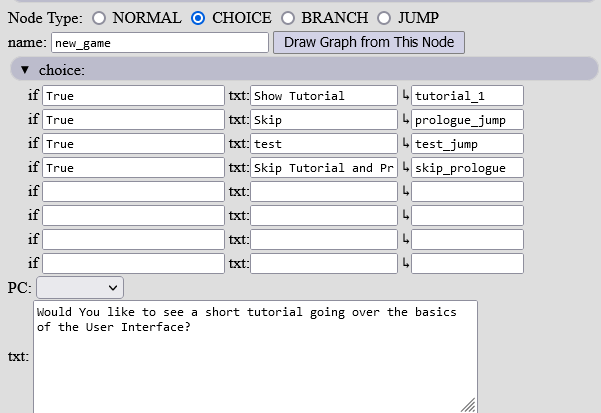 Node Type: NORMAL CHOICE BRANCH JUMP
name: new_game Draw Graph from This Node
▼ choice:
if True txt: Show Tutorial ↳ tutorial_1
if True txt: Skip ↳ prologue_jump
if True txt: test ↳ test_jump
if True txt: Skip Tutorial and Pr ↳ skip_prologue
if txt: ↳
if txt: ↳
if txt: ↳
if txt: ↳
PC:
Would You like to see a short tutorial going over the basics
of the User Interface?
txt: